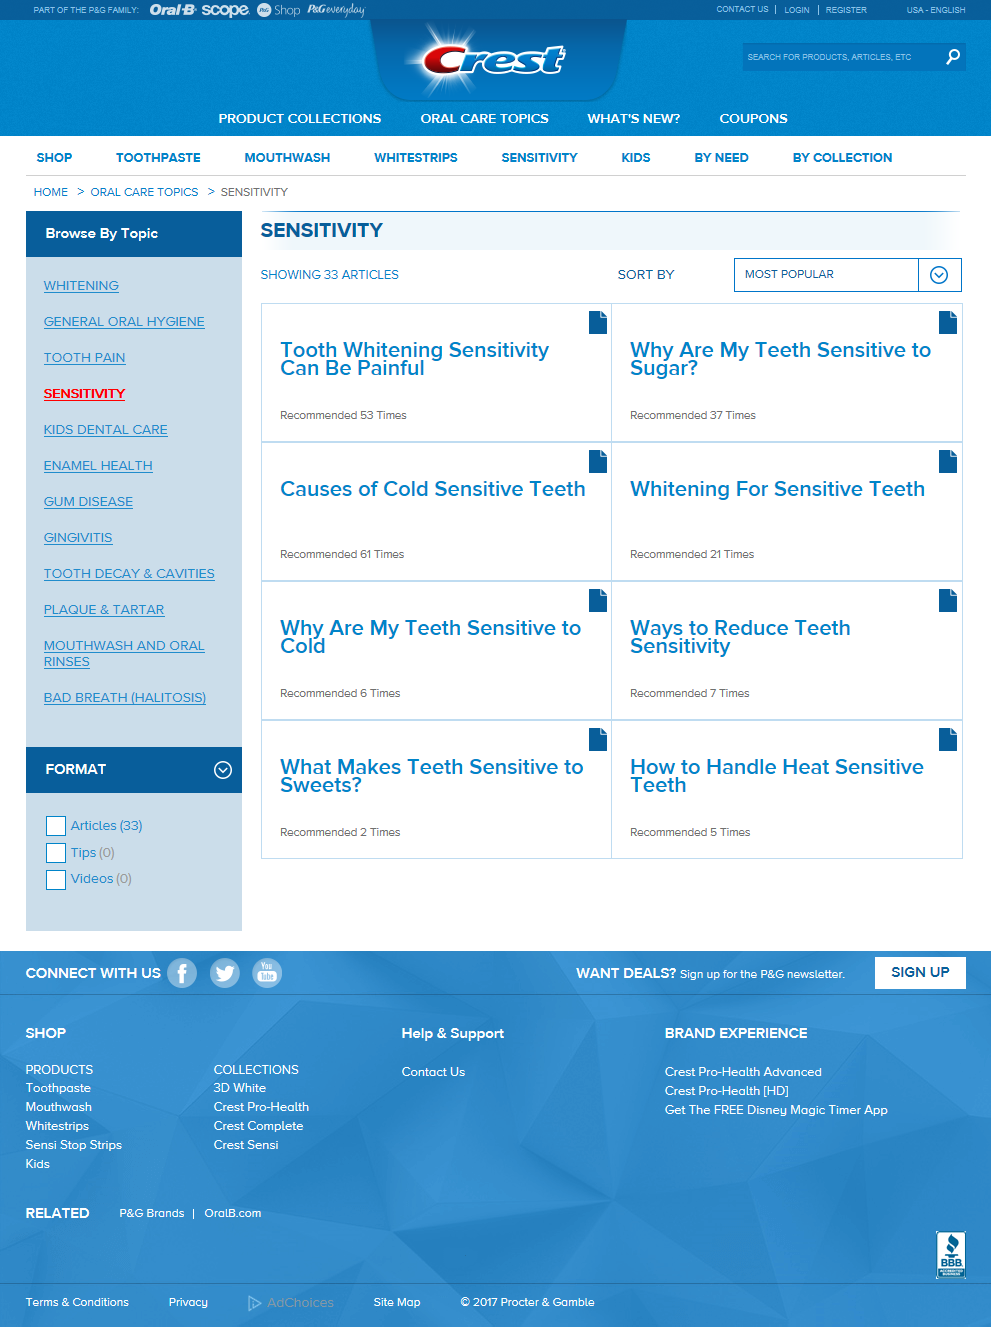 PART OF THE P&G FAMILY: Oral-B scope P&G Shop P&G everyday CONTACT US | LOGIN | REGISTER USA - ENGLISH
Crest
SEARCH FOR PRODUCTS, ARTICLES, ETC
PRODUCT COLLECTIONS ORAL CARE TOPICS WHAT'S NEW? COUPONS
SHOP TOOTHPASTE MOUTHWASH WHITESTRIPS SENSITIVITY KIDS BY NEED BY COLLECTION
HOME > ORAL CARE TOPICS > SENSITIVITY
Browse By Topic
WHITENING
GENERAL ORAL HYGIENE
TOOTH PAIN
SENSITIVITY
KIDS DENTAL CARE
ENAMEL HEALTH
GUM DISEASE
GINGIVITIS
TOOTH DECAY & CAVITIES
PLAQUE & TARTAR
MOUTHWASH AND ORAL
RINSES
BAD BREATH (HALITOSIS)
FORMAT
Articles (33)
Tips (0)
Videos (0)
SENSITIVITY
SHOWING 33 ARTICLES SORT BY MOST POPULAR
Tooth Whitening Sensitivity
Can Be Painful
Recommended 53 Times
Why Are My Teeth Sensitive to
Sugar?
Recommended 37 Times
Causes of Cold Sensitive Teeth
Recommended 61 Times
Whitening For Sensitive Teeth
Recommended 21 Times
Why Are My Teeth Sensitive to
Cold
Recommended 6 Times
Ways to Reduce Teeth
Sensitivity
Recommended 7 Times
What Makes Teeth Sensitive to
Sweets?
Recommended 2 Times
How to Handle Heat Sensitive
Teeth
Recommended 5 Times
CONNECT WITH US f You Tube WANT DEALS? Sign up for the P&G newsletter. SIGN UP
SHOP
PRODUCTS
Toothpaste
Mouthwash
Whitestrips
Sensi Stop Strips
Kids
COLLECTIONS
3D White
Crest Pro-Health
Crest Complete
Crest Sensi
Help & Support
Contact Us
BRAND EXPERIENCE
Crest Pro-Health Advanced
Crest Pro-Health [HD]
Get The FREE Disney Magic Timer App
RELATED P&G Brands | OralB.com
BBB
ACCREDITED
BUSINESS
Terms & Conditions Privacy AdChoices Site Map © 2017 Procter & Gamble